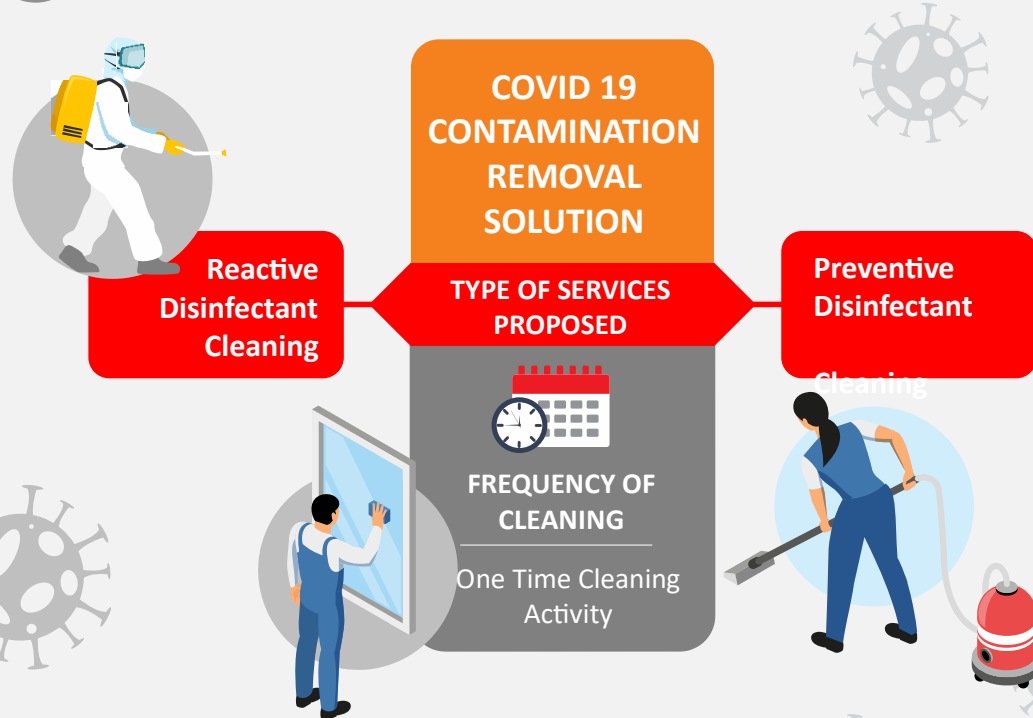 COVID 19
CONTAMINATION
REMOVAL
SOLUTION
Reactive
Disinfectant
Cleaning
TYPE OF SERVICES
PROPOSED
Preventive
Disinfectant
Cleaning
FREQUENCY OF
CLEANING
One Time Cleaning
Activity